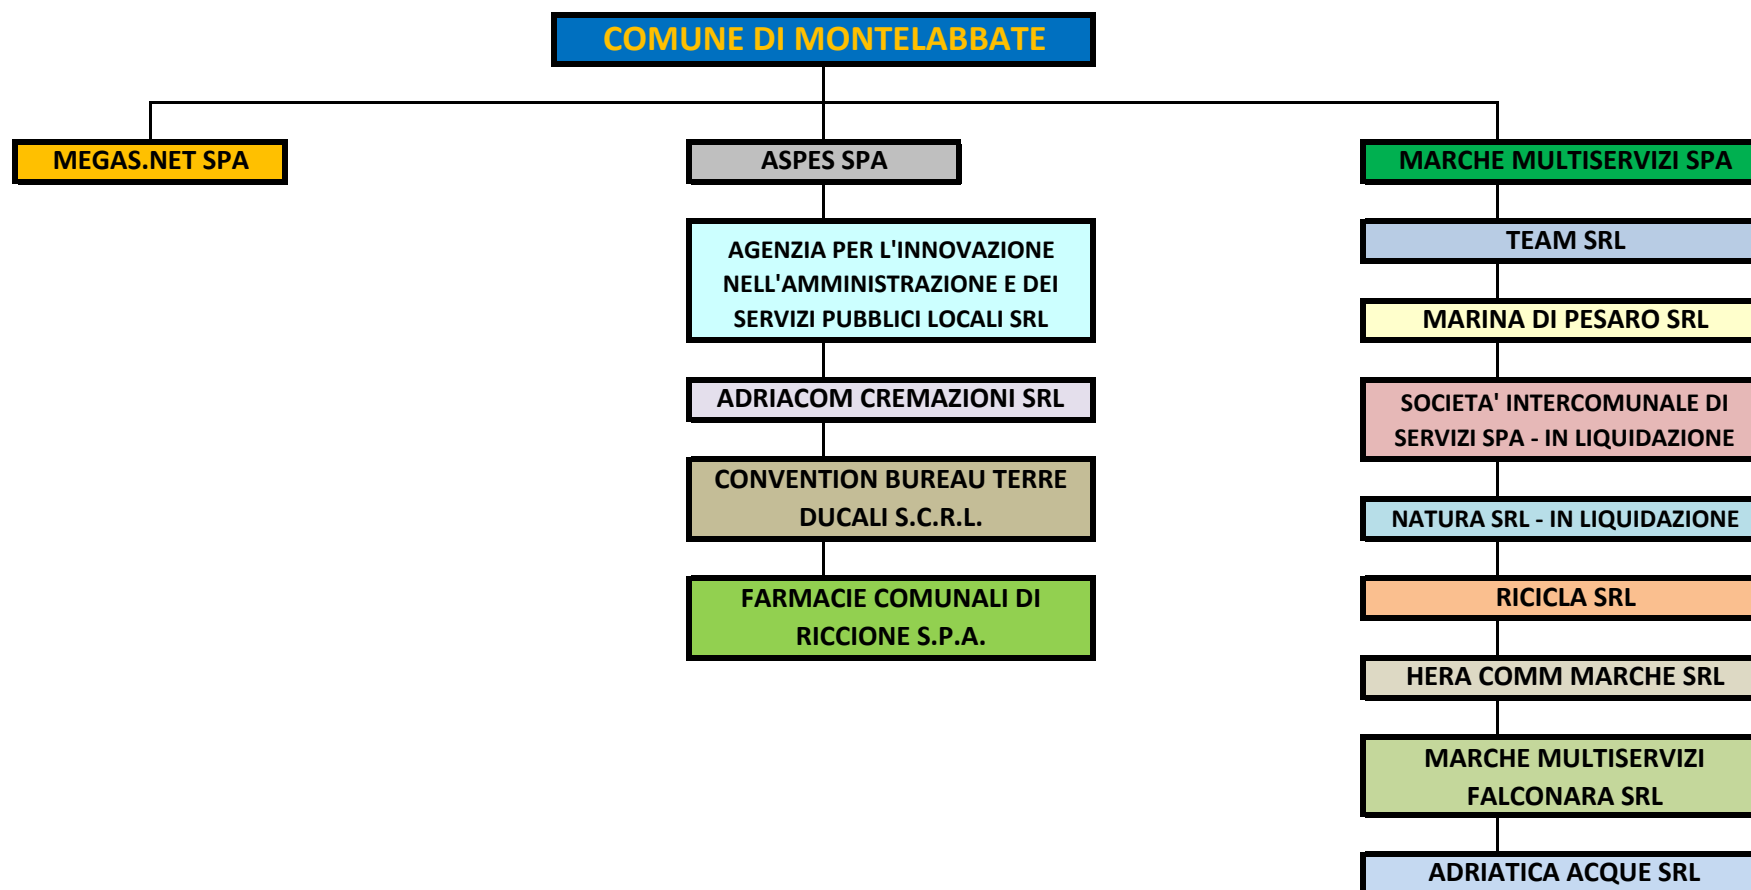 COMUNE DI MONTELABBATE
MEGAS.NET SPA
ASPES SPA
MARCHE MULTISERVIZI SPA
AGENZIA PER L'INNOVAZIONE
NELL'AMMINISTRAZIONE E DEI
SERVIZI PUBBLICI LOCALI SRL
ADRIACOM CREMAZIONI SRL
CONVENTION BUREAU TERRE
DUCALI S.C.R.L.
FARMACIE COMUNALI DI
RICCIONE S.P.A.
TEAM SRL
MARINA DI PESARO SRL
SOCIETA' INTERCOMUNALE DI
SERVIZI SPA - IN LIQUIDAZIONE
NATURA SRL - IN LIQUIDAZIONE
RICICLA SRL
HERA COMM MARCHE SRL
MARCHE MULTISERVIZI
FALCONARA SRL
ADRIATICA ACQUE SRL